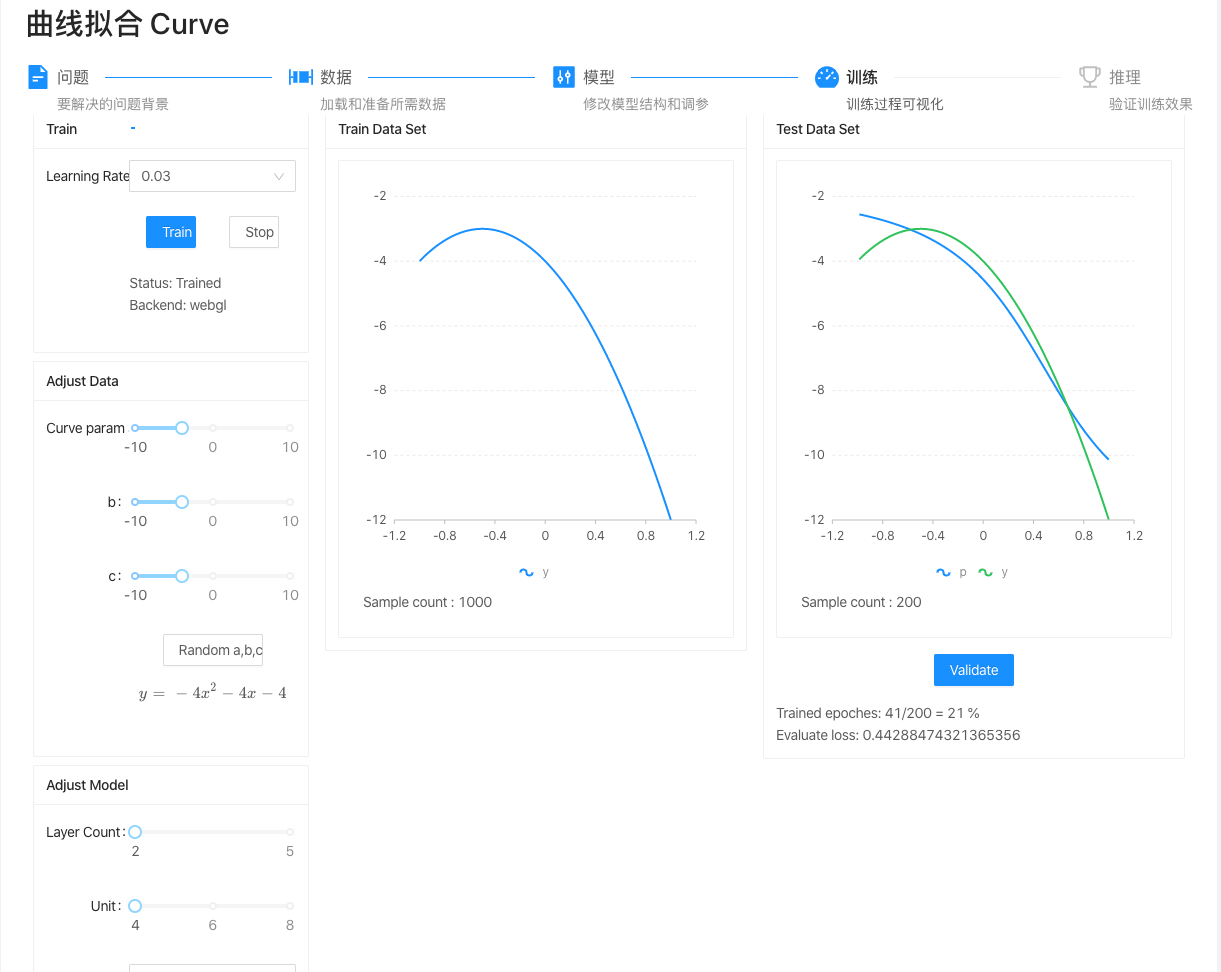 曲线拟合 Curve
问题
数据
模型
训练
推理
要解决的问题背景
加载和准备所需数据
修改模型结构和调参
训练过程可视化
验证训练效果
Train
Learning Rate
0.03
Train
Stop
Status: Trained
Backend: webgl
Adjust Data
Curve param
-10
0
10
b:
-10
0
10
c:
-10
0
10
Random a,b,c
y = − 4x² − 4x − 4
Adjust Model
Layer Count:
2
5
Unit:
4
6
8
Train Data Set
-2
-4
-6
-8
-10
-12
-1.2
-0.8
-0.4
0
0.4
0.8
1.2
y
Sample count : 1000
Test Data Set
-2
-4
-6
-8
-10
-12
-1.2
-0.8
-0.4
0
0.4
0.8
1.2
p
y
Sample count : 200
Validate
Trained epoches: 41/200 = 21 %
Evaluate loss: 0.44288474321365356